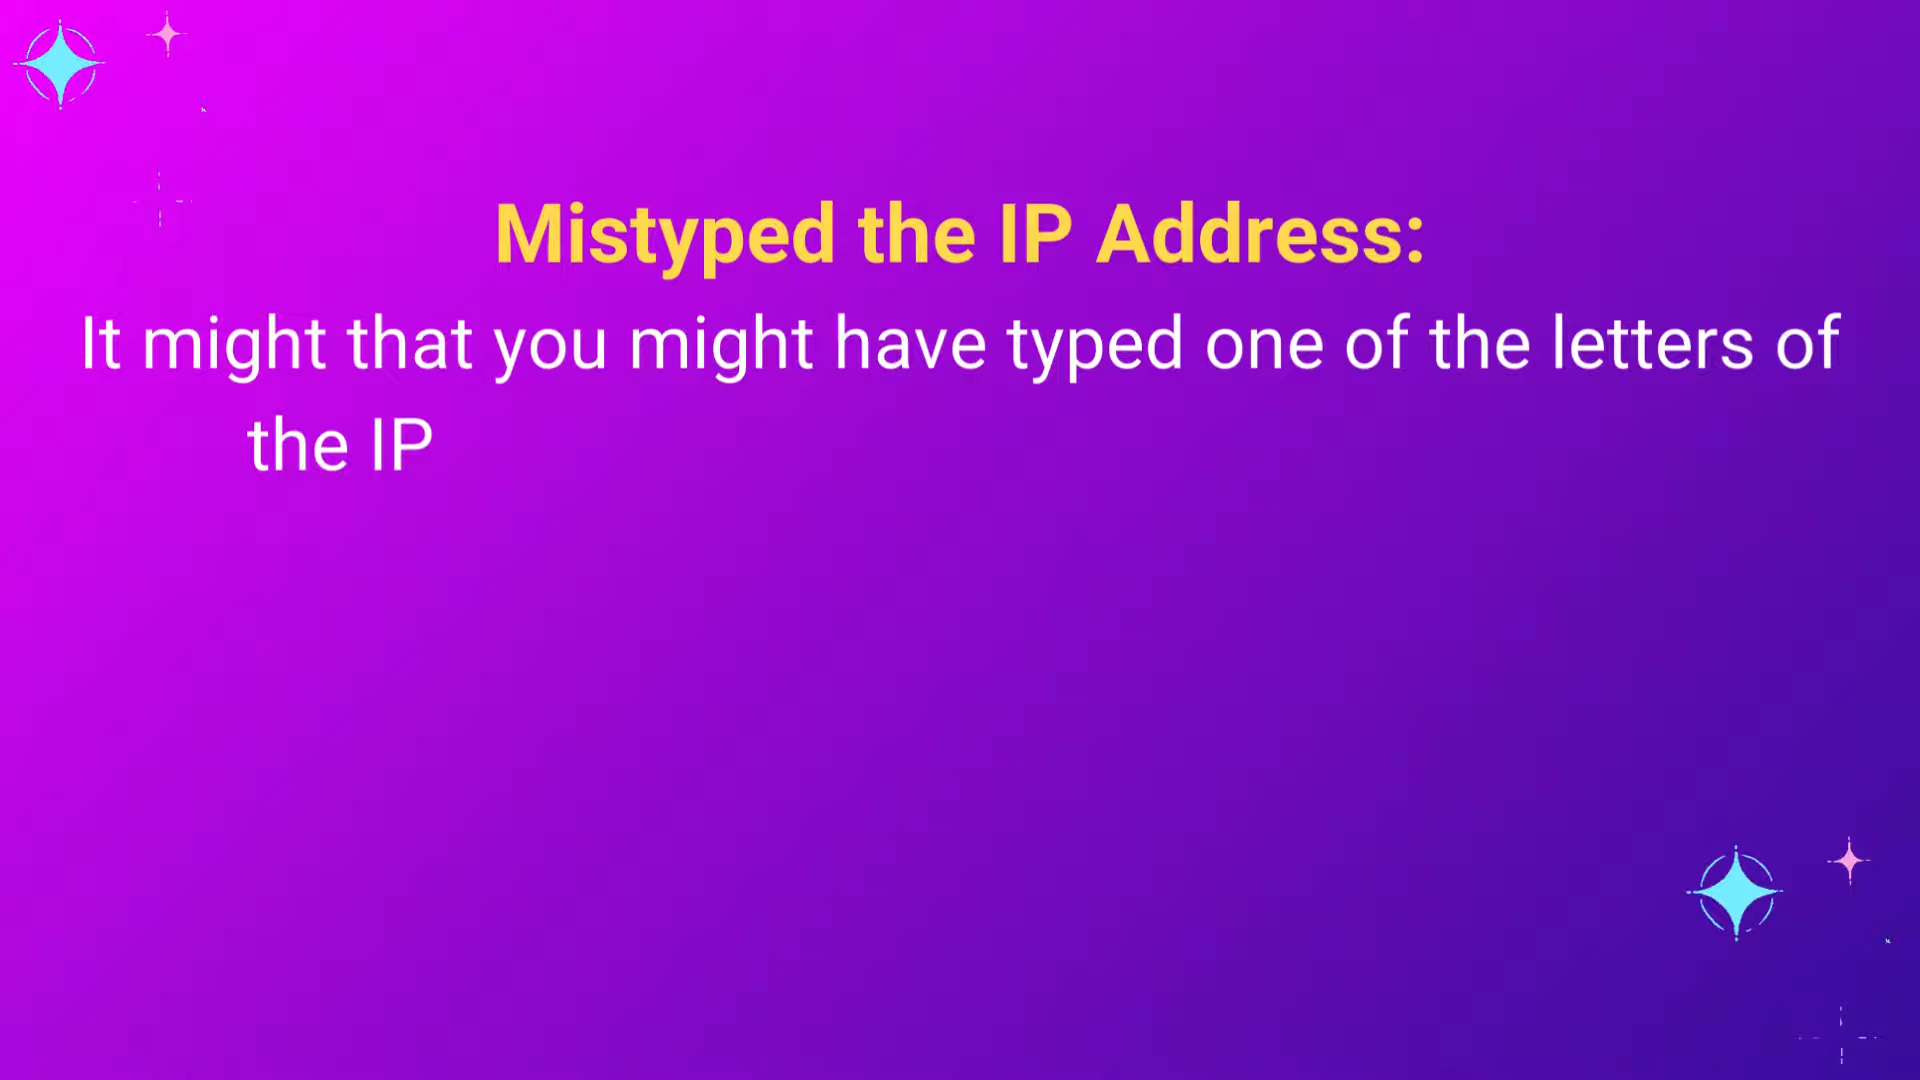 Mistyped the IP Address:
It might that you might have typed one of the letters of
the IP